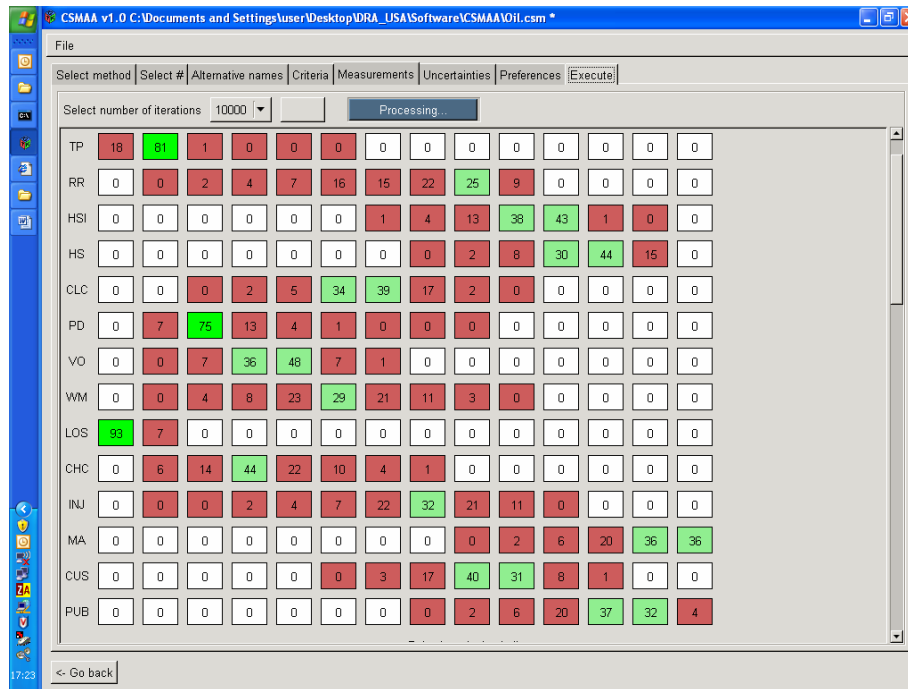 CSMAA v1.0 C:\Documents and Settings\user\Desktop\DRA_USA\Software\CSMAA\Oil.csm *
File
Select method Select # Alternative names Criteria Measurements Uncertainties Preferences Execute
Select number of iterations 10000 Processing...
TP 18 81 1 0 0 0 0 0 0 0 0 0 0 0
RR 0 0 2 4 7 16 15 22 25 9 0 0 0 0
HSI 0 0 0 0 0 0 1 4 13 38 43 1 0 0
HS 0 0 0 0 0 0 0 0 2 8 30 44 15 0
CLC 0 0 0 2 5 34 39 17 2 0 0 0 0 0
PD 0 7 75 13 4 1 0 0 0 0 0 0 0 0
VO 0 0 7 36 48 7 1 0 0 0 0 0 0 0
WM 0 0 4 8 23 29 21 11 3 0 0 0 0 0
LOS 93 7 0 0 0 0 0 0 0 0 0 0 0 0
CHC 0 6 14 44 22 10 4 1 0 0 0 0 0 0
INJ 0 0 0 2 4 7 22 32 21 11 0 0 0 0
MA 0 0 0 0 0 0 0 0 0 2 6 20 36 36
CUS 0 0 0 0 0 0 3 17 40 31 8 1 0 0
PUB 0 0 0 0 0 0 0 0 2 6 20 37 32 4
<- Go back
17:23